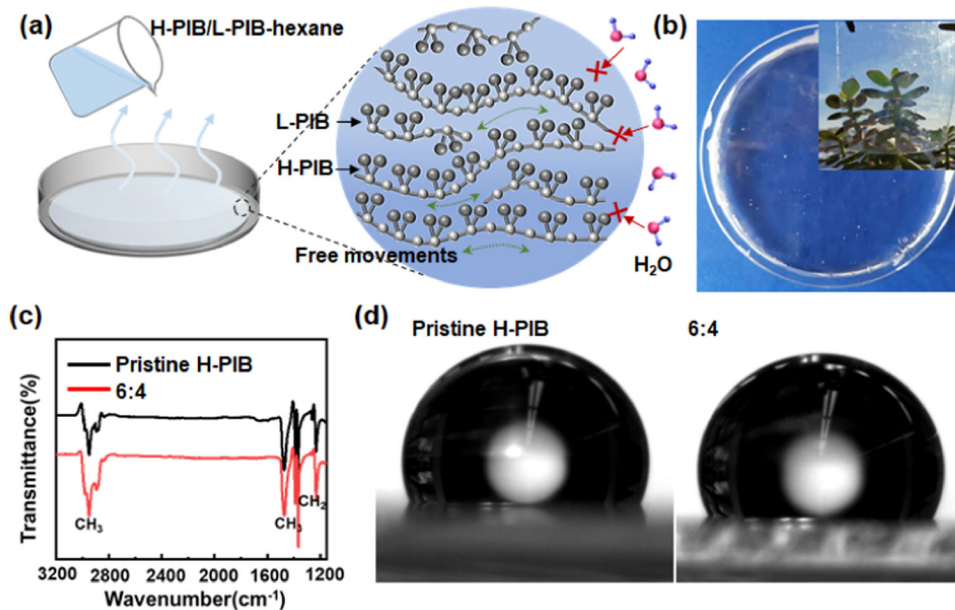 (a)
H-PIB/L-PIB-hexane
L-PIB
H-PIB
Free movements
H₂O
(b)
(c)
Pristine H-PIB
6:4
Transmittance(%)
CH₃
CH₃
CH₂
3200 2800 2400 2000 1600 1200
Wavenumber(cm⁻¹)
(d)
Pristine H-PIB
6:4